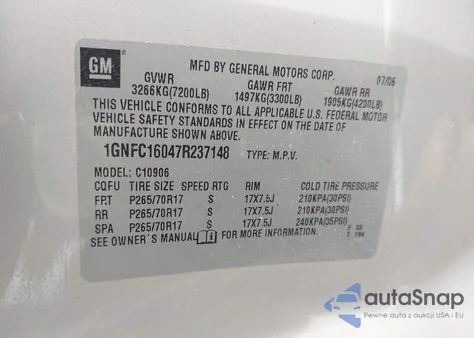 GM
MFD BY GENERAL MOTORS CORP. 07/06
GVWR GAWR FRT GAWR RR
3266KG(7200LB) 1497KG(3300LB) 1905KG(4200LB)
THIS VEHICLE CONFORMS TO ALL APPLICABLE U.S. FEDERAL MOTOR
VEHICLE SAFETY STANDARDS IN EFFECT ON THE DATE OF
MANUFACTURE SHOWN ABOVE.
1GNFC16047R237148 TYPE: M.P.V.
MODEL: C10906
CQFU TIRE SIZE SPEED RTG RIM COLD TIRE PRESSURE
FRT P265/70R17 S 17X7.5J 210KPA(30PSI)
RR P265/70R17 S 17X7.5J 210KPA(30PSI)
SPA P265/70R17 S 17X7.5J 240KPA(35PSI)
SEE OWNER'S MANUAL FOR MORE INFORMATION.
autoSnap
Pewne auta z aukcji USA i EU